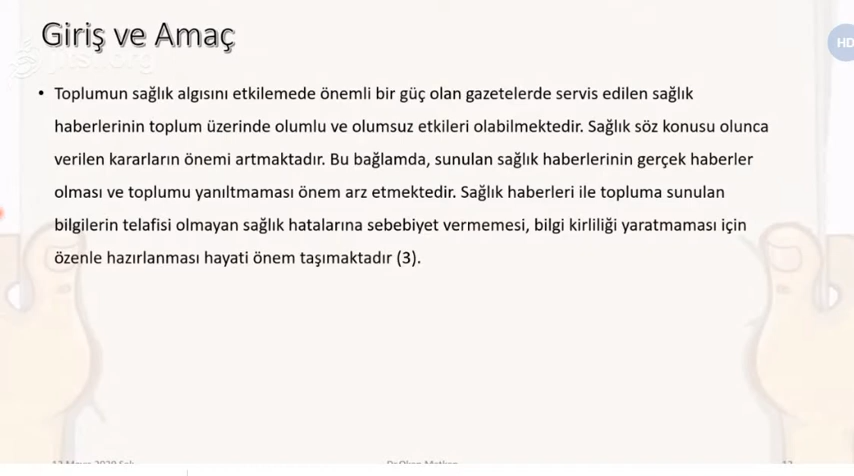 Giriş ve Amaç
HD
• Toplumun sağlık algısını etkilemede önemli bir güç olan gazetelerde servis edilen sağlık
haberlerinin toplum üzerinde olumlu ve olumsuz etkileri olabilmektedir. Sağlık söz konusu olunca
verilen kararların önemi artmaktadır. Bu bağlamda, sunulan sağlık haberlerinin gerçek haberler
olması ve toplumu yanıltmaması önem arz etmektedir. Sağlık haberleri ile topluma sunulan
bilgilerin telafisi olmayan sağlık hatalarına sebebiyet vermemesi, bilgi kirliliği yaratmaması için
özenle hazırlanması hayati önem taşımaktadır (3).